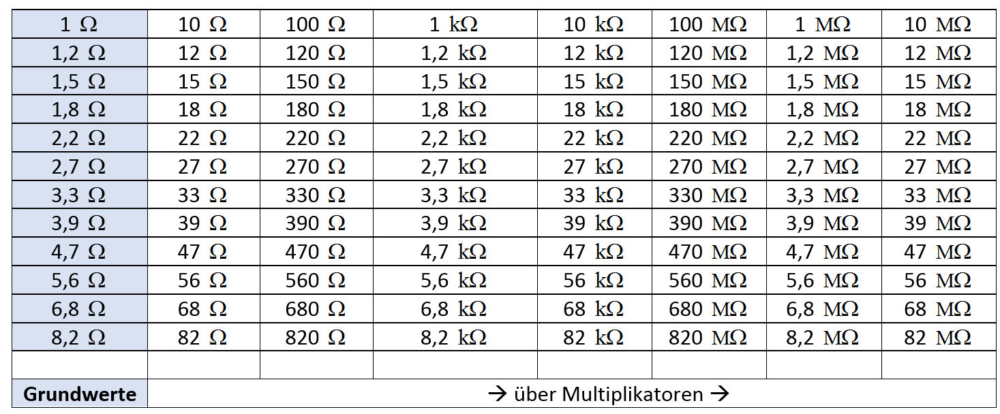 1 Ω 10 Ω 100 Ω 1 kΩ 10 kΩ 100 MΩ 1 MΩ 10 MΩ
1,2 Ω 12 Ω 120 Ω 1,2 kΩ 12 kΩ 120 MΩ 1,2 MΩ 12 MΩ
1,5 Ω 15 Ω 150 Ω 1,5 kΩ 15 kΩ 150 MΩ 1,5 MΩ 15 MΩ
1,8 Ω 18 Ω 180 Ω 1,8 kΩ 18 kΩ 180 MΩ 1,8 MΩ 18 MΩ
2,2 Ω 22 Ω 220 Ω 2,2 kΩ 22 kΩ 220 MΩ 2,2 MΩ 22 MΩ
2,7 Ω 27 Ω 270 Ω 2,7 kΩ 27 kΩ 270 MΩ 2,7 MΩ 27 MΩ
3,3 Ω 33 Ω 330 Ω 3,3 kΩ 33 kΩ 330 MΩ 3,3 MΩ 33 MΩ
3,9 Ω 39 Ω 390 Ω 3,9 kΩ 39 kΩ 390 MΩ 3,9 MΩ 39 MΩ
4,7 Ω 47 Ω 470 Ω 4,7 kΩ 47 kΩ 470 MΩ 4,7 MΩ 47 MΩ
5,6 Ω 56 Ω 560 Ω 5,6 kΩ 56 kΩ 560 MΩ 5,6 MΩ 56 MΩ
6,8 Ω 68 Ω 680 Ω 6,8 kΩ 68 kΩ 680 MΩ 6,8 MΩ 68 MΩ
8,2 Ω 82 Ω 820 Ω 8,2 kΩ 82 kΩ 820 MΩ 8,2 MΩ 82 MΩ
Grundwerte → über Multiplikatoren →